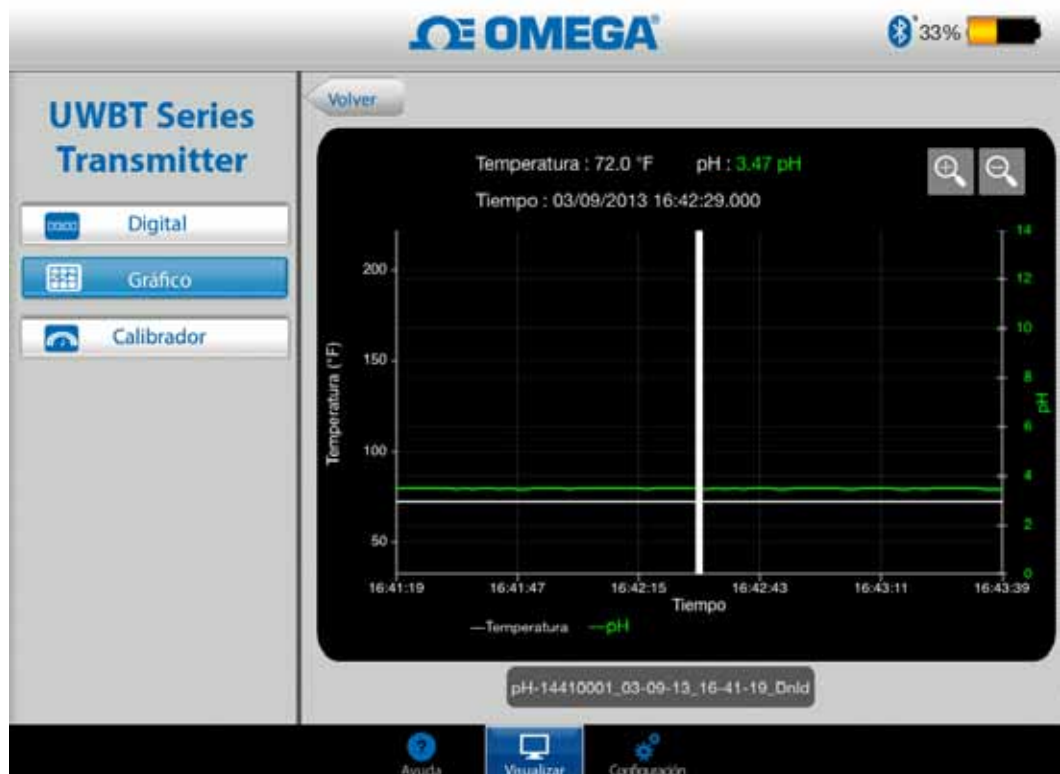 OMEGA
33%
UWBT Series
Transmitter
Digital
Gráfico
Calibrador
Volver
Temperatura : 72.0 °F pH : 3.47 pH
Tiempo : 03/09/2013 16:42:29.000
Temperatura (°F)
200
150
100
50
14
12
10
8
6
4
2
0
pH
16:41:19 16:41:47 16:42:15 16:42:43 16:43:11 16:43:39
Tiempo
—Temperatura —pH
pH-14410001_03-09-13_16-41-19_Dnld
Ayuda Visualizar Configuración